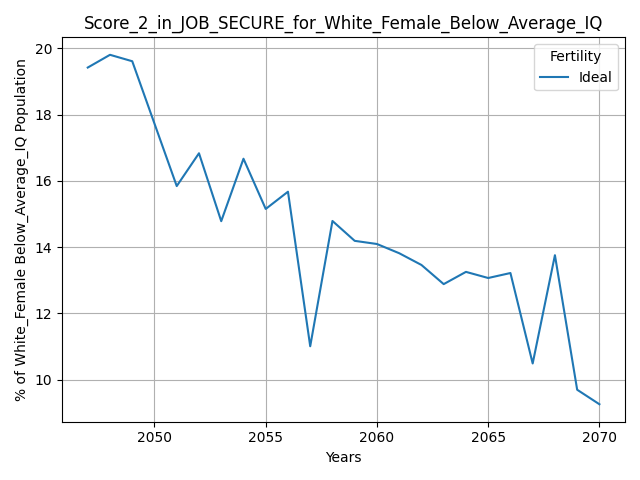 Score_2_in_JOB_SECURE_for_White_Female_Below_Average_IQ
Fertility
Ideal
% of White_Female Below_Average_IQ Population
20
18
16
14
12
10
2050 2055 2060 2065 2070
Years